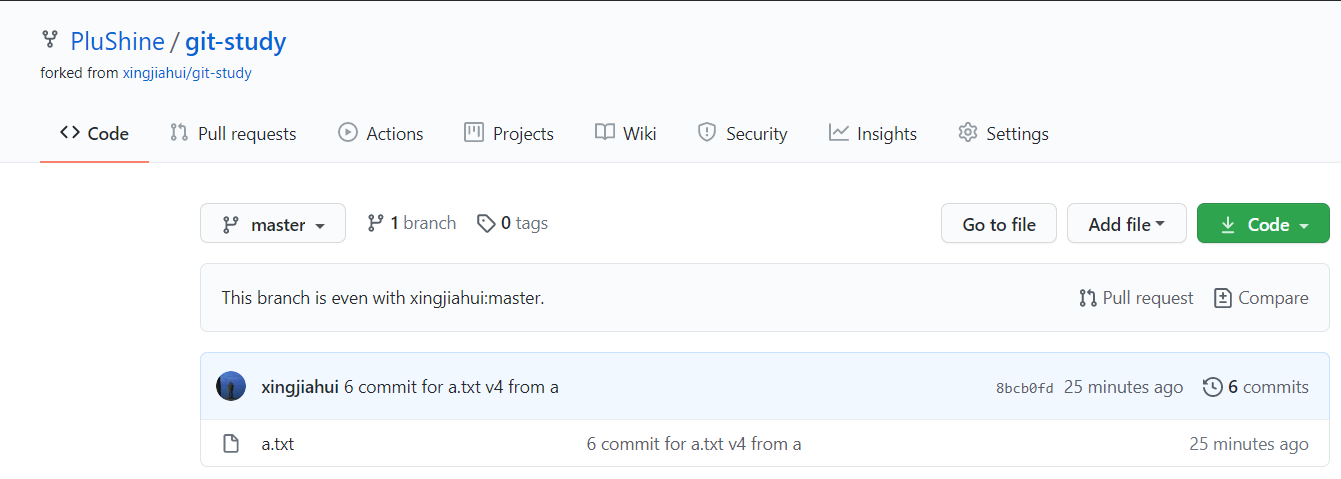 PluShine / git-study
forked from xingjiahui/git-study
Code Pull requests Actions Projects Wiki Security Insights Settings
master 1 branch 0 tags Go to file Add file Code
This branch is even with xingjiahui:master. Pull request Compare
xingjiahui 6 commit for a.txt v4 from a 8bcb0fd 25 minutes ago 6 commits
a.txt 6 commit for a.txt v4 from a 25 minutes ago